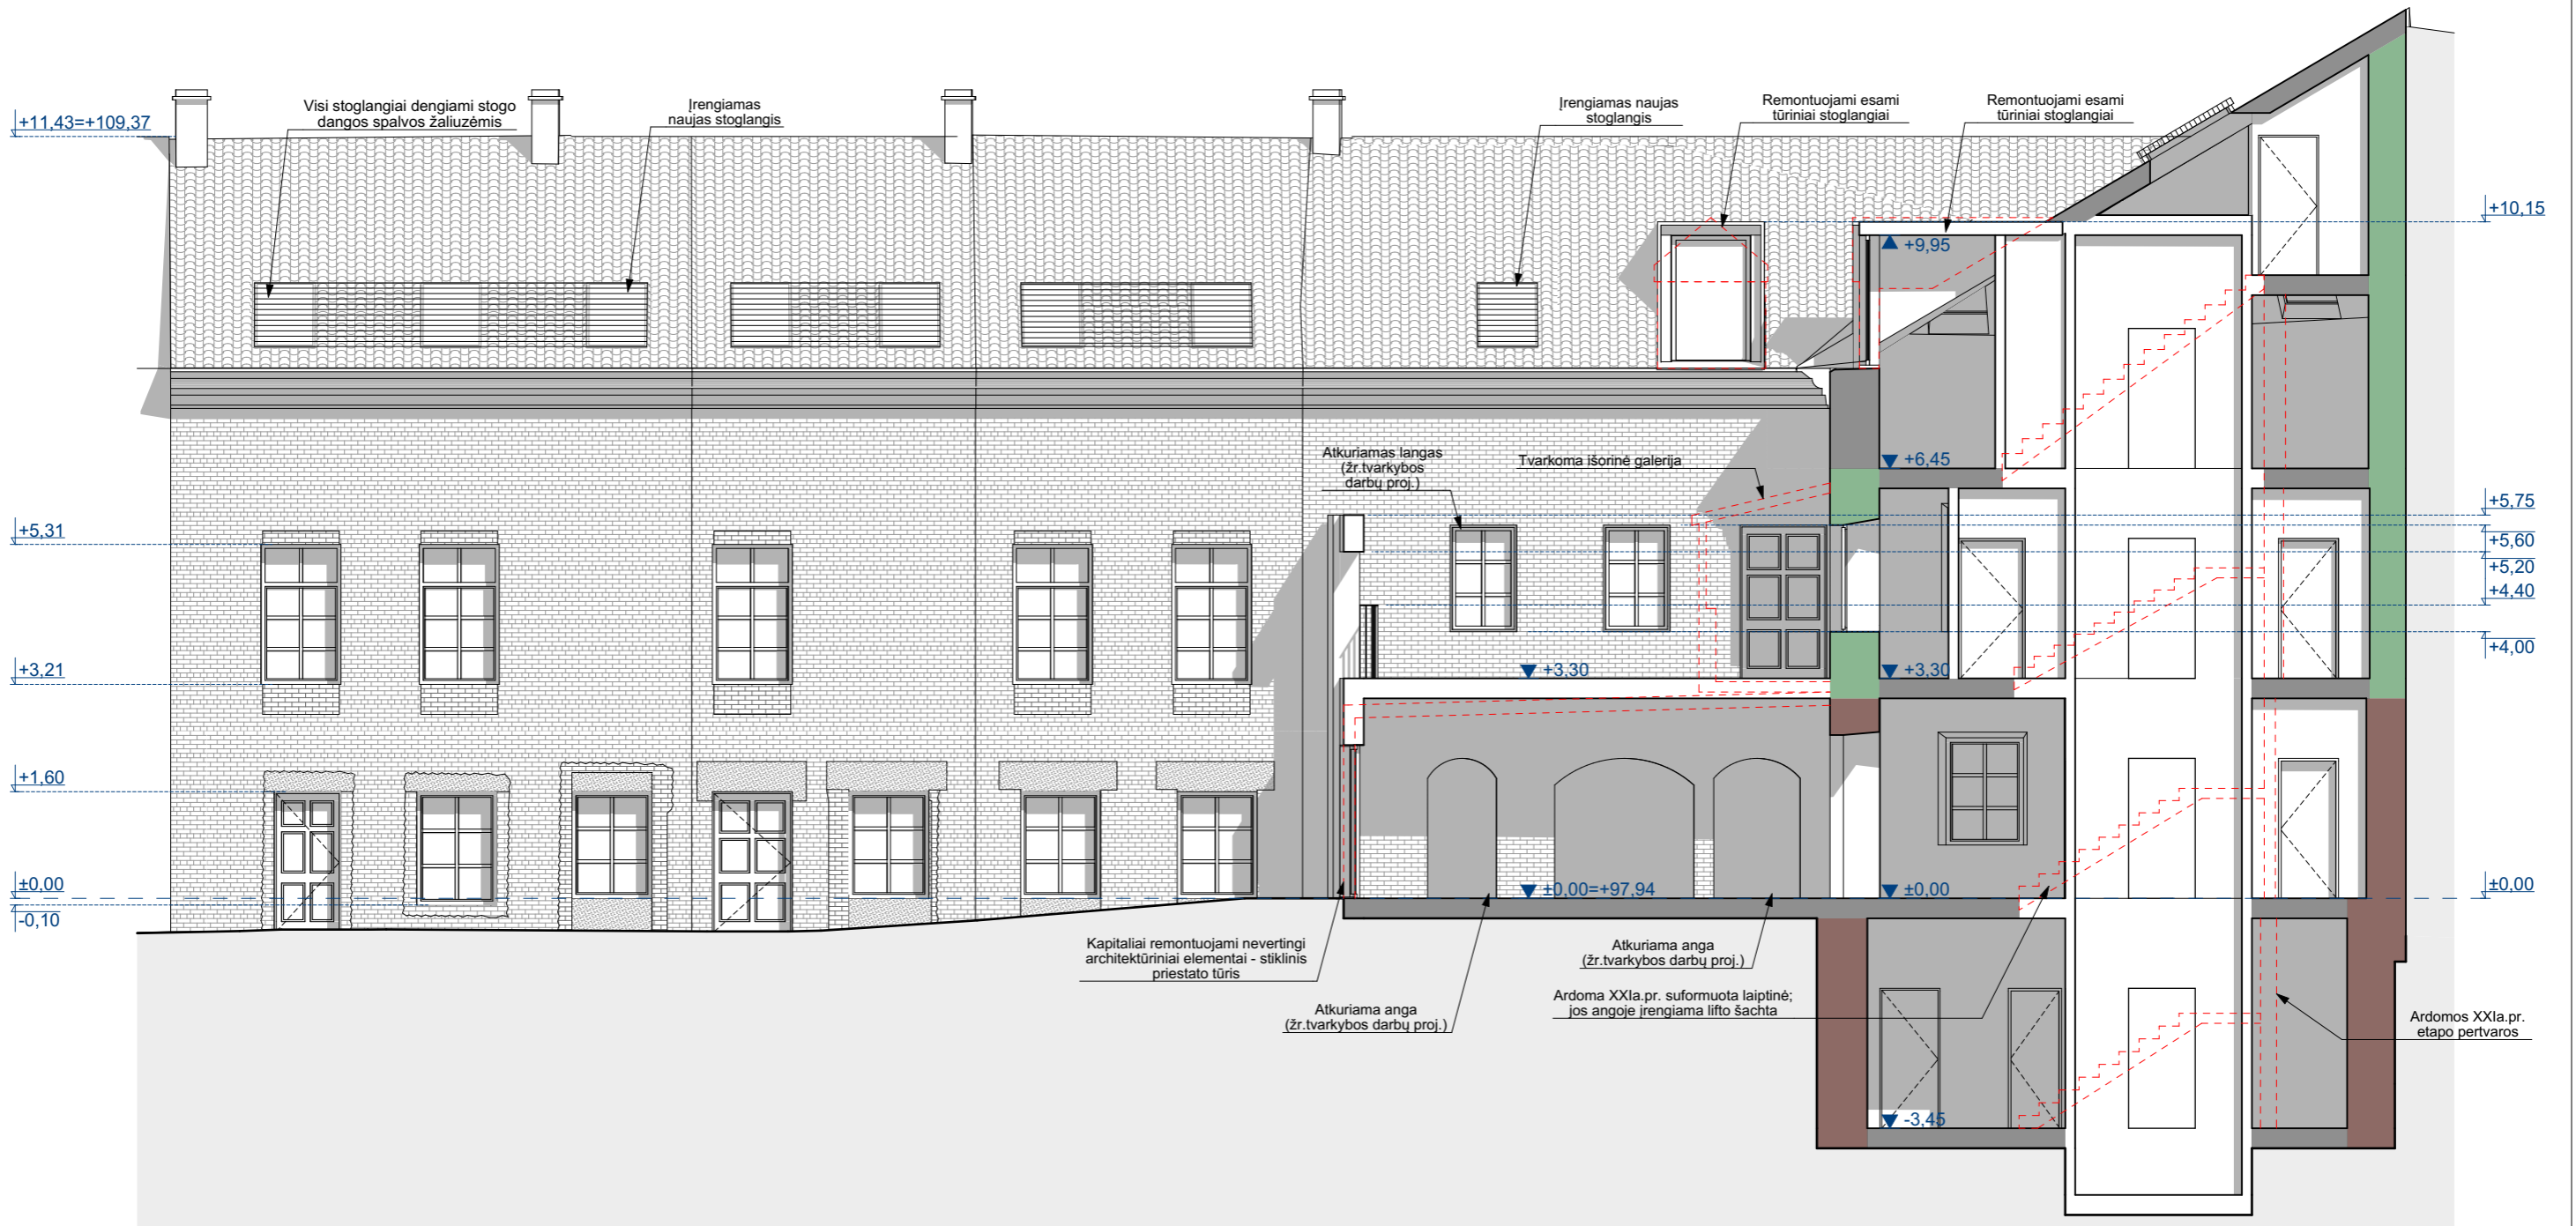 +11,43=+109,37
Visi stoglangiai dengiami stogo
dangos spalvos žaliuzėmis
Įrengiamas
naujas stoglangis
Įrengiamas naujas
stoglangis
Remontuojami esami
tūriniai stoglangiai
Remontuojami esami
tūriniai stoglangiai
+10,15
+9,95
Atkuriamas langas
(žr.tvarkybos
darbų proj.)
Tvarkoma išorinė galerija
+6,45
+5,31
+5,75
+5,60
+5,20
+4,40
+4,00
+3,21
+3,30
+3,30
+1,60
±0,00
-0,10
±0,00=+97,94
±0,00
±0,00
Kapitaliai remontuojami nevertingi
architektūriniai elementai - stiklinis
priestato tūris
Atkuriama anga
(žr.tvarkybos darbų proj.)
Atkuriama anga
(žr.tvarkybos darbų proj.)
Ardoma XXIa.pr. suformuota laiptinė;
jos angoje įrengiama lifto šachta
Ardomos XXIa.pr.
etapo pertvaros
-3,45